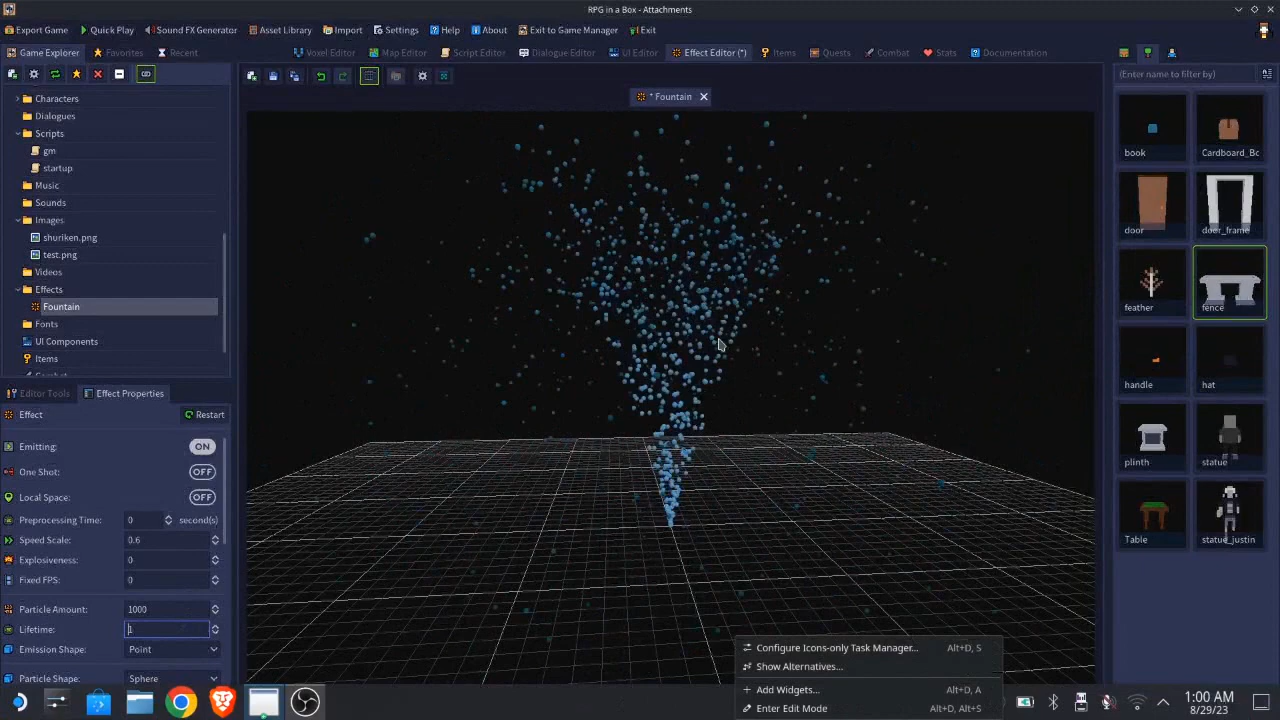 RPG in a Box - Attachments
Export Game Quick Play Sound FX Generator Asset Library Import Settings Help About Exit to Game Manager Exit
Game Explorer Favorites Recent Voxel Editor Map Editor Script Editor Dialogue Editor UI Editor Effect Editor (*) Items Quests Combat Stats Documentation
(Enter name to filter by)
* Fountain
Characters
Dialogues
Scripts
gm
startup
Music
Sounds
Images
shuriken.png
test.png
Videos
Effects
Fountain
Fonts
UI Components
Items
Editor Tools Effect Properties
Effect Restart
Emitting: ON
One Shot: OFF
Local Space: OFF
Preprocessing Time: 0 second(s)
Speed Scale: 0.6
Explosiveness: 0
Fixed FPS: 0
Particle Amount: 1000
Lifetime: 1
Emission Shape: Point
Particle Shape: Sphere
book Cardboard_Bo
door door_frame
feather fence
handle hat
plinth statue
Table statue_justin
Configure Icons-only Task Manager... Alt+D, S
Show Alternatives...
Add Widgets... Alt+D, A
Enter Edit Mode Alt+D, Alt+S
1:00 AM
8/29/23